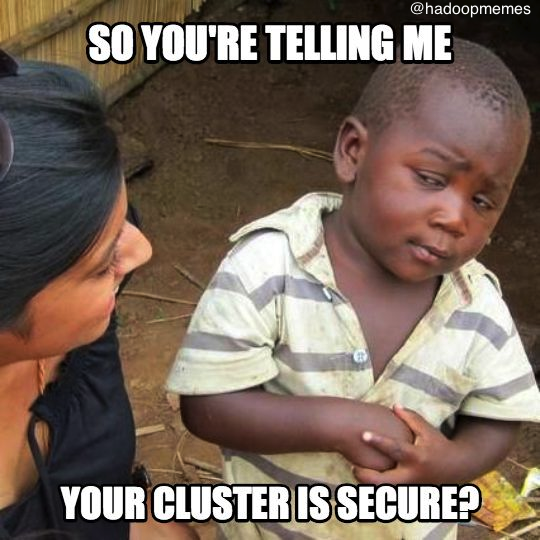 @hadoopmemes
SO YOU'RE TELLING ME
YOUR CLUSTER IS SECURE?